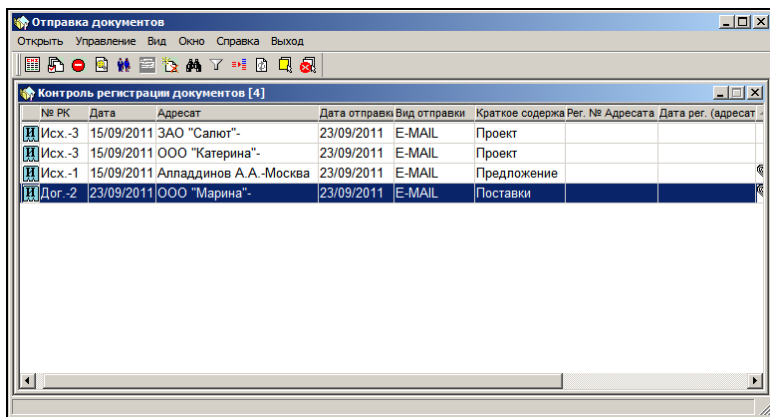 Отправка документов
Открыть Управление Вид Окно Справка Выход
Контроль регистрации документов [4]
№ РК Дата Адресат Дата отправки Вид отправки Краткое содержа Рег. № Адресата Дата рег. (адресат
И Исх.-3 15/09/2011 ЗАО "Салют"- 23/09/2011 E-MAIL Проект
И Исх.-3 15/09/2011 ООО "Катерина"- 23/09/2011 E-MAIL Проект
И Исх.-1 15/09/2011 Алладдинов А.А.-Москва 23/09/2011 E-MAIL Предложение
И Дог.-2 23/09/2011 ООО "Марина"- 23/09/2011 E-MAIL Поставки